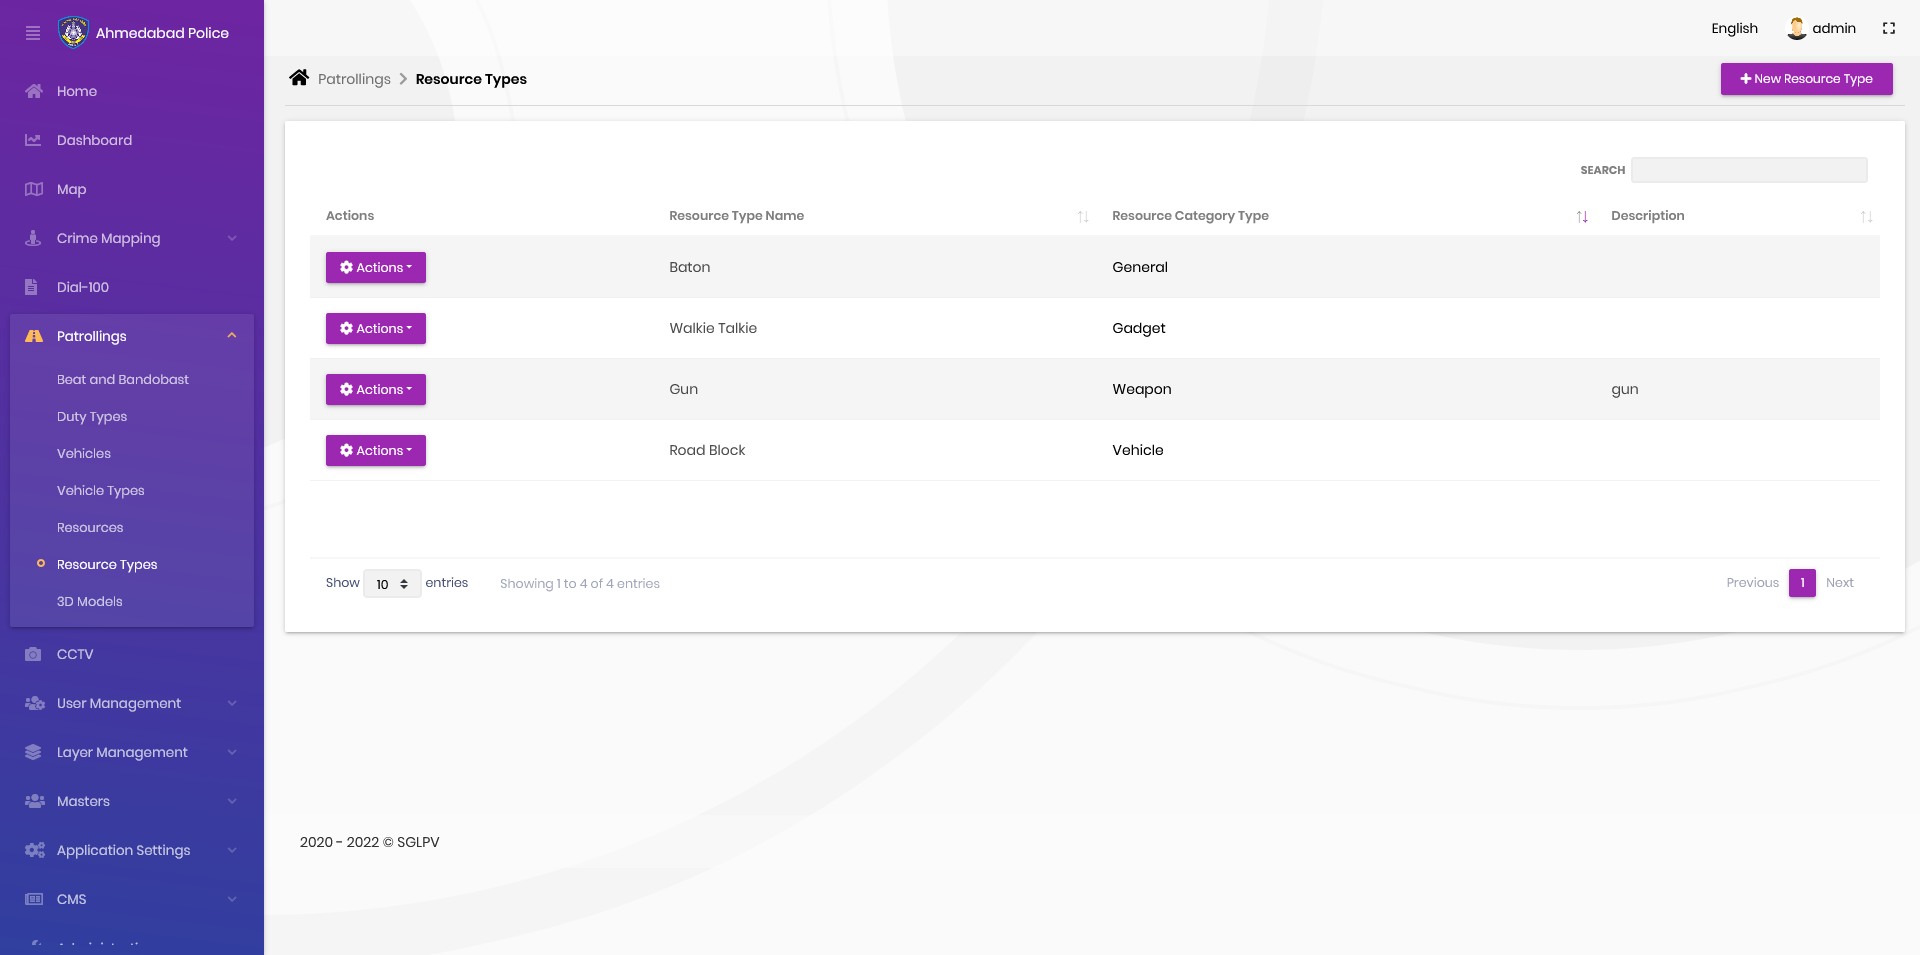 Ahmedabad Police
Home
Dashboard
Map
Crime Mapping
Dial-100
Patrollings
Beat and Bandobast
Duty Types
Vehicles
Vehicle Types
Resources
Resource Types
3D Models
CCTV
User Management
Layer Management
Masters
Application Settings
CMS
English admin
Patrollings Resource Types
New Resource Type
SEARCH
Actions Resource Type Name Resource Category Type Description
Actions Baton General
Actions Walkie Talkie Gadget
Actions Gun Weapon gun
Actions Road Block Vehicle
Show 10 entries Showing 1 to 4 of 4 entries Previous 1 Next
2020 - 2022 © SGLPV